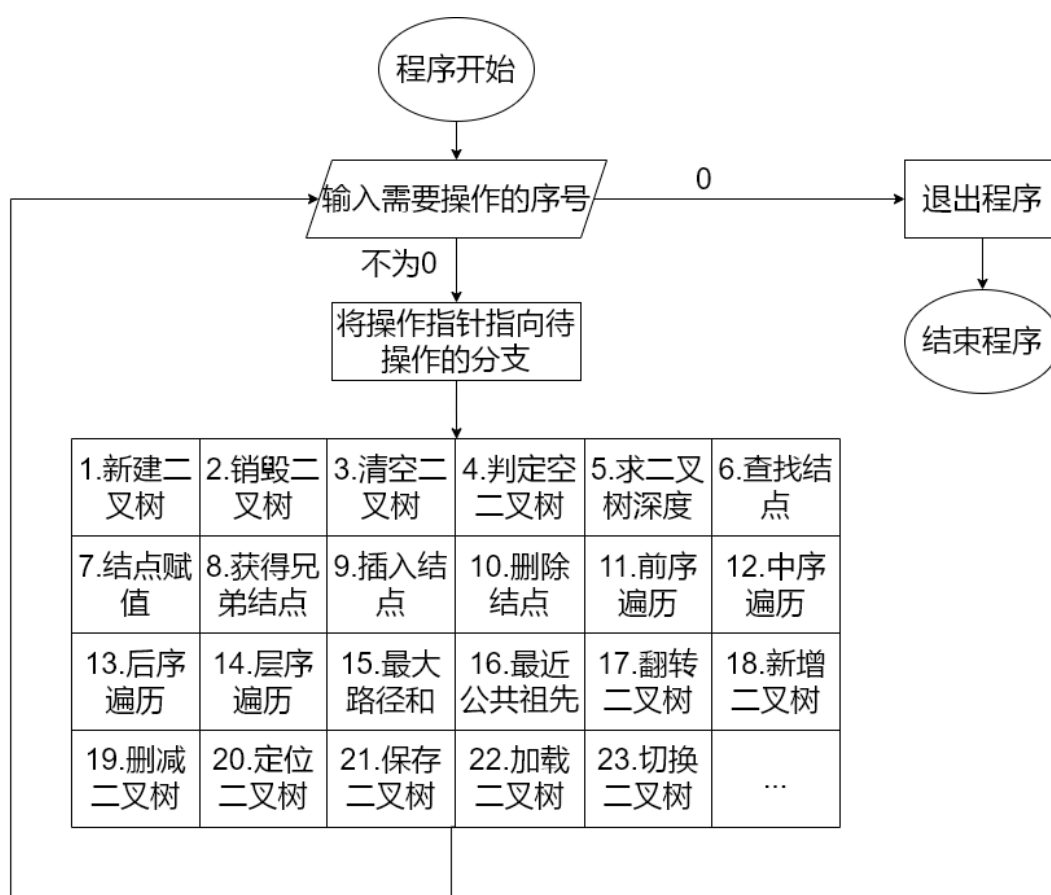 程序开始
输入需要操作的序号
0
退出程序
不为0
将操作指针指向待
操作的分支
结束程序
1.新建二
叉树
2.销毁二
叉树
3.清空二
叉树
4.判定空
二叉树
5.求二叉
树深度
6.查找结
点
7.结点赋
值
8.获得兄
弟结点
9.插入结
点
10.删除
结点
11.前序
遍历
12.中序
遍历
13.后序
遍历
14.层序
遍历
15.最大
路径和
16.最近
公共祖先
17.翻转
二叉树
18.新增
二叉树
19.删减
二叉树
20.定位
二叉树
21.保存
二叉树
22.加载
二叉树
23.切换
二叉树
...